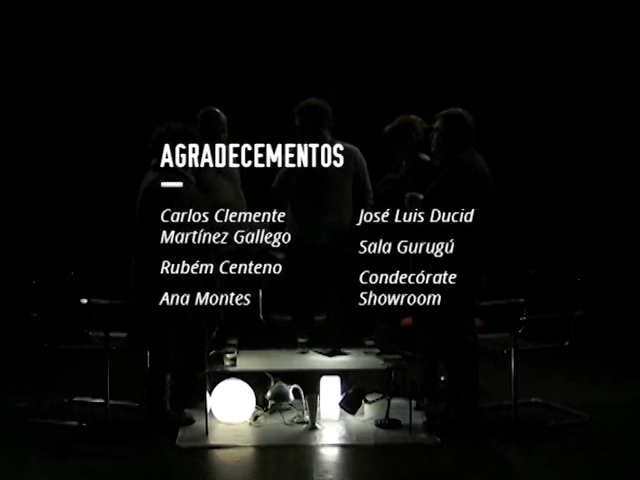 AGRADECEMENTOS
Carlos Clemente
Martínez Gallego
Rubém Centeno
Ana Montes
José Luis Ducid
Sala Gurugú
Condecórate
Showroom